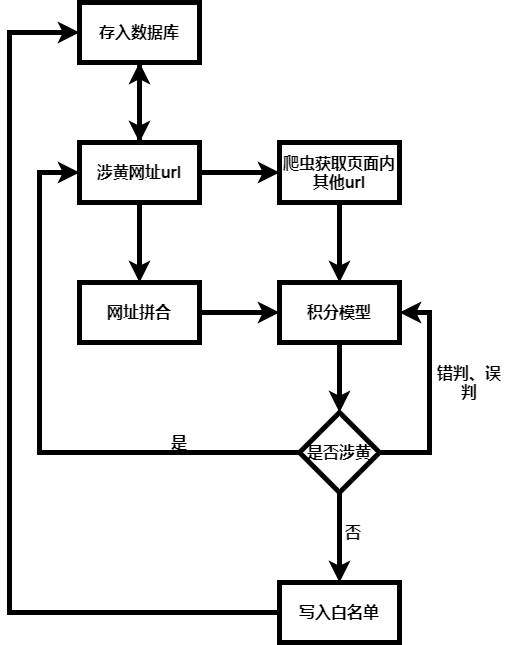 存入数据库
涉黄网址url
爬虫获取页面内
其他url
网址拼合
积分模型
错判、误
判
是
是否涉黄
否
写入白名单